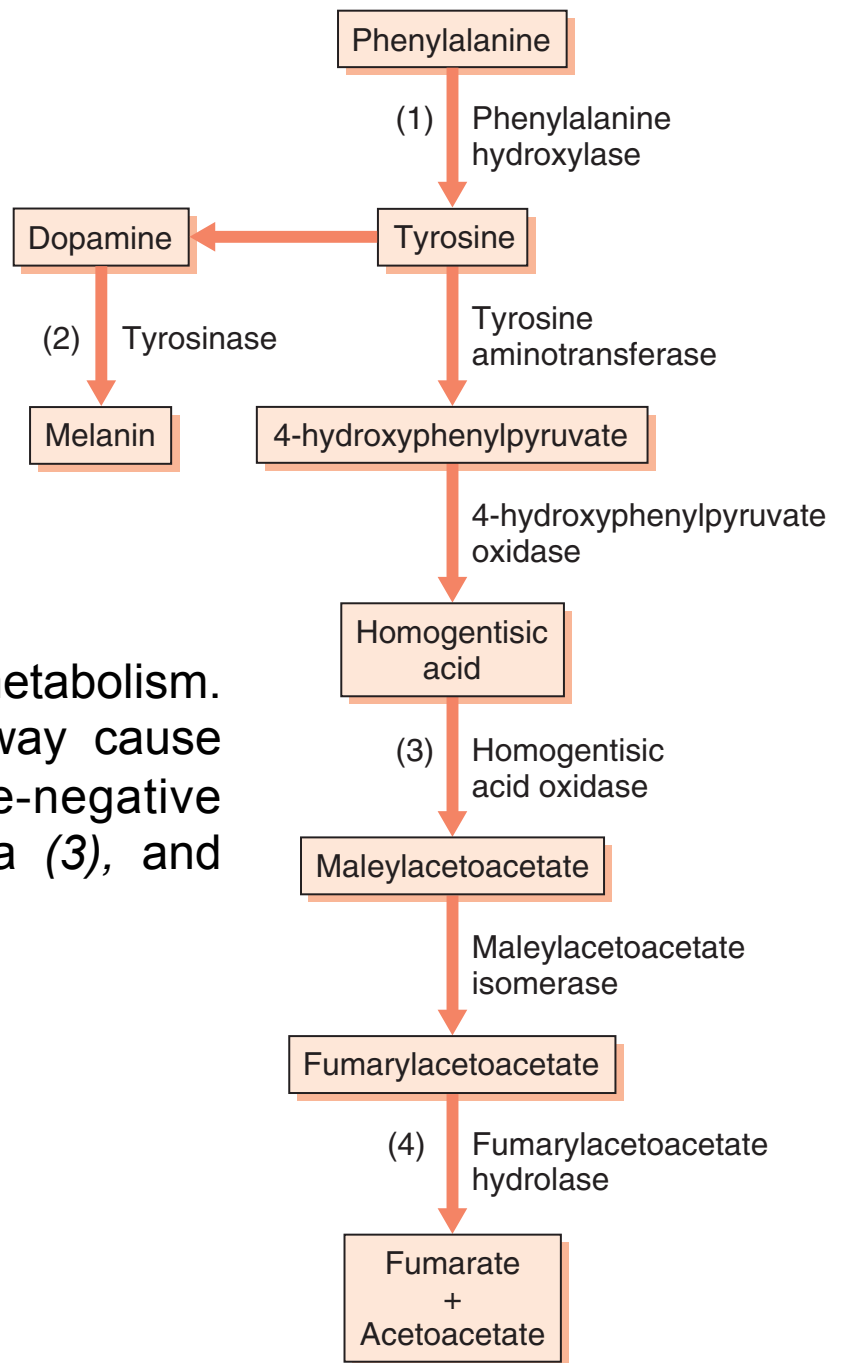 Phenylalanine
(1) Phenylalanine
hydroxylase
Dopamine
Tyrosine
(2) Tyrosinase
Tyrosine
aminotransferase
Melanin
4-hydroxyphenylpyruvate
4-hydroxyphenylpyruvate
oxidase
Homogentisic
acid
etabolism.
way cause
e-negative
a (3), and
(3) Homogentisic
acid oxidase
Maleylacetoacetate
Maleylacetoacetate
isomerase
Fumarylacetoacetate
(4) Fumarylacetoacetate
hydrolase
Fumarate
+
Acetoacetate